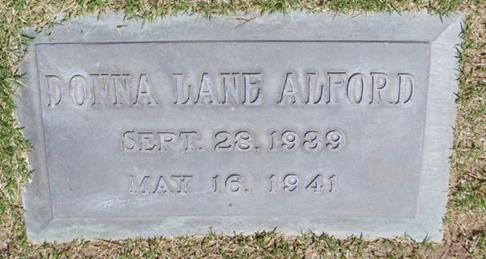 DONNA LANE ALFORD
SEPT. 28, 1939
MAY 16, 1941